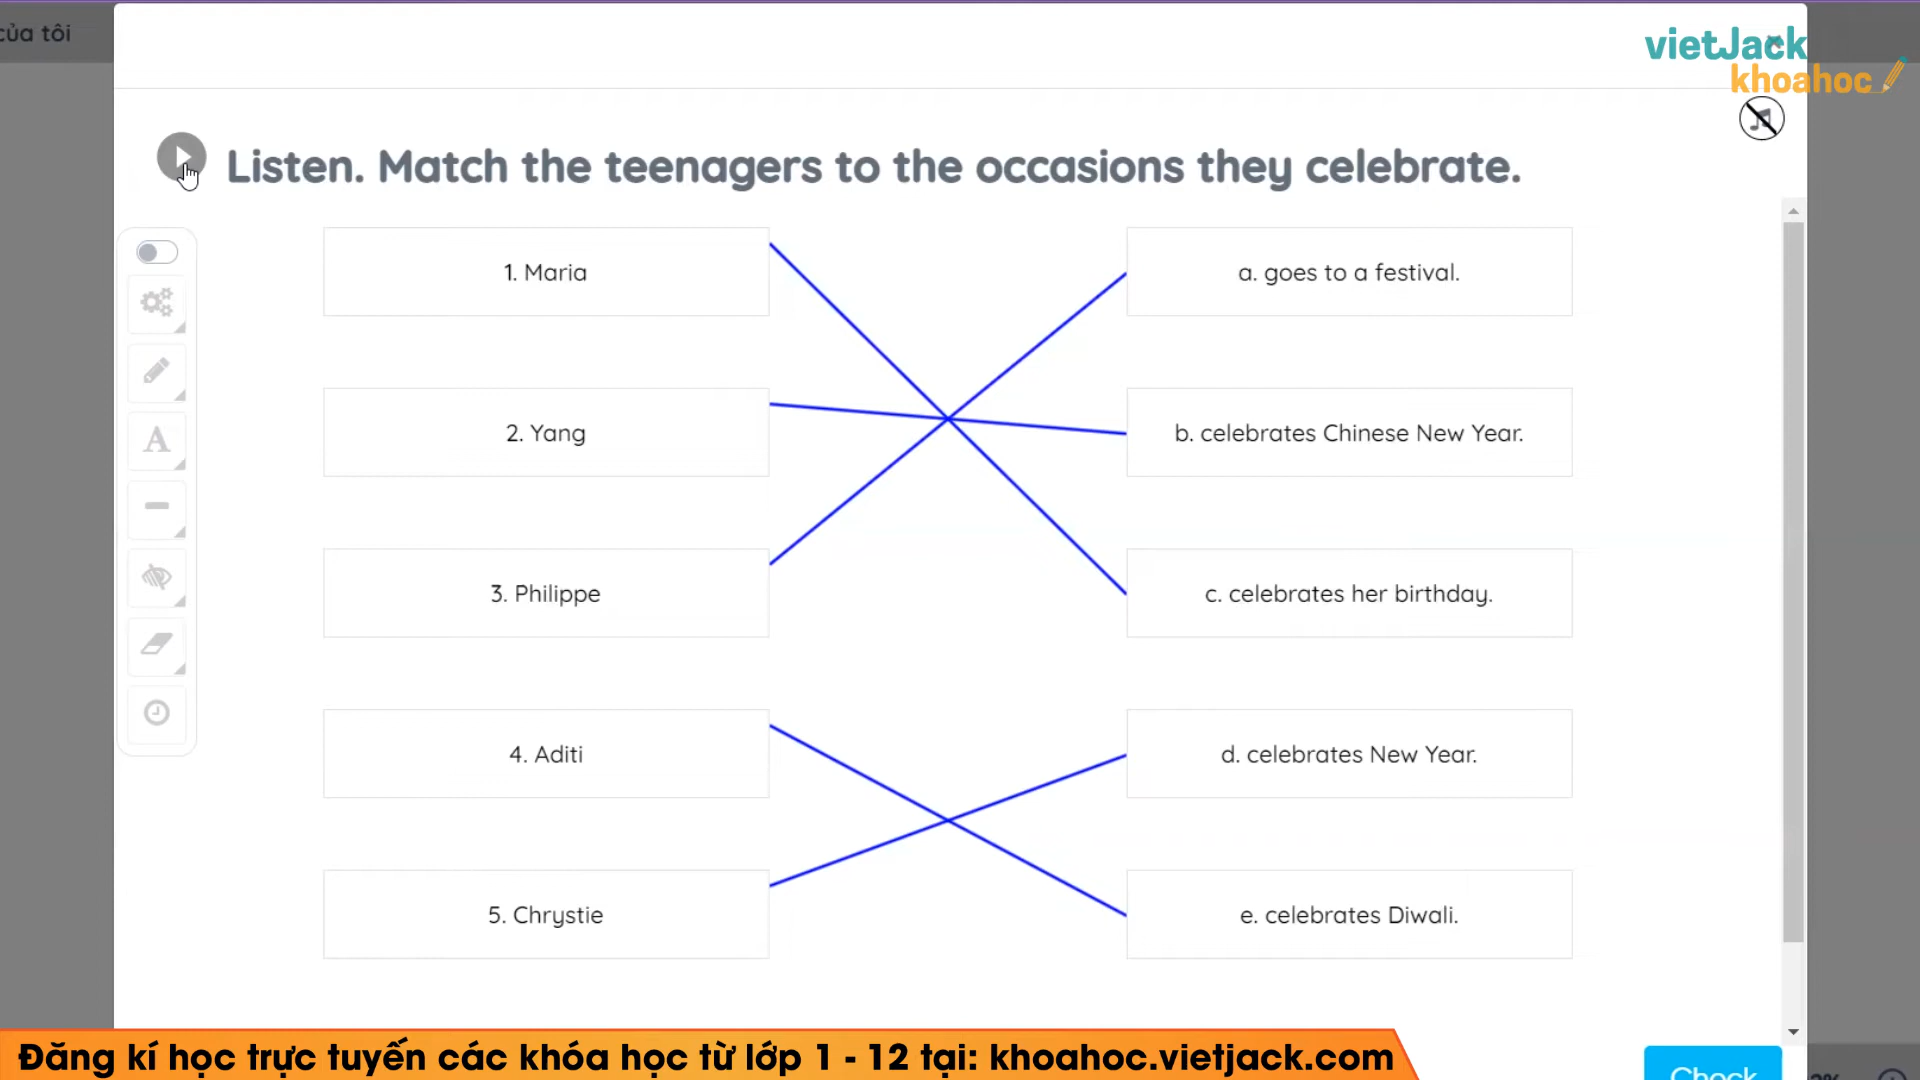 của tôi
vietJack
khoahoc
Listen. Match the teenagers to the occasions they celebrate.
1. Maria
a. goes to a festival.
2. Yang
b. celebrates Chinese New Year.
3. Philippe
c. celebrates her birthday.
4. Aditi
d. celebrates New Year.
5. Chrystie
e. celebrates Diwali.
A
Đăng kí học trực tuyến các khóa học từ lớp 1 - 12 tại: khoahoc.vietjack.com
Check